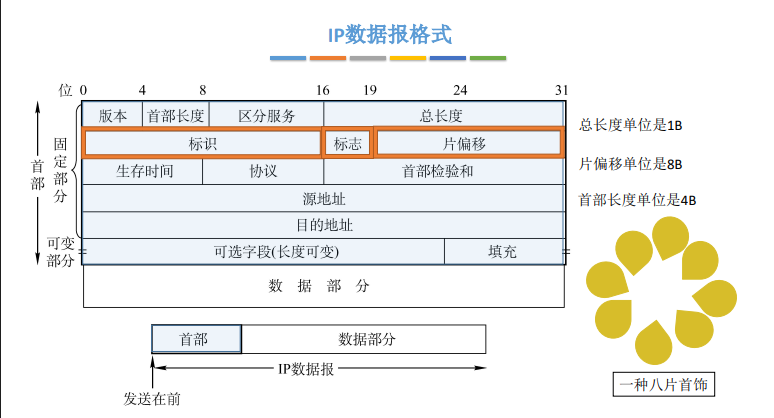 IP数据报格式
位 0 4 8 16 19 24 31
版本 首部长度 区分服务 总长度
标识 标志 片偏移
生存时间 协议 首部检验和
源地址
目的地址
可选字段(长度可变) 填充
数据部分
首部
固定部分
可变部分
总长度单位是1B
片偏移单位是8B
首部长度单位是4B
首部 数据部分
IP数据报
发送在前
一种八片首饰